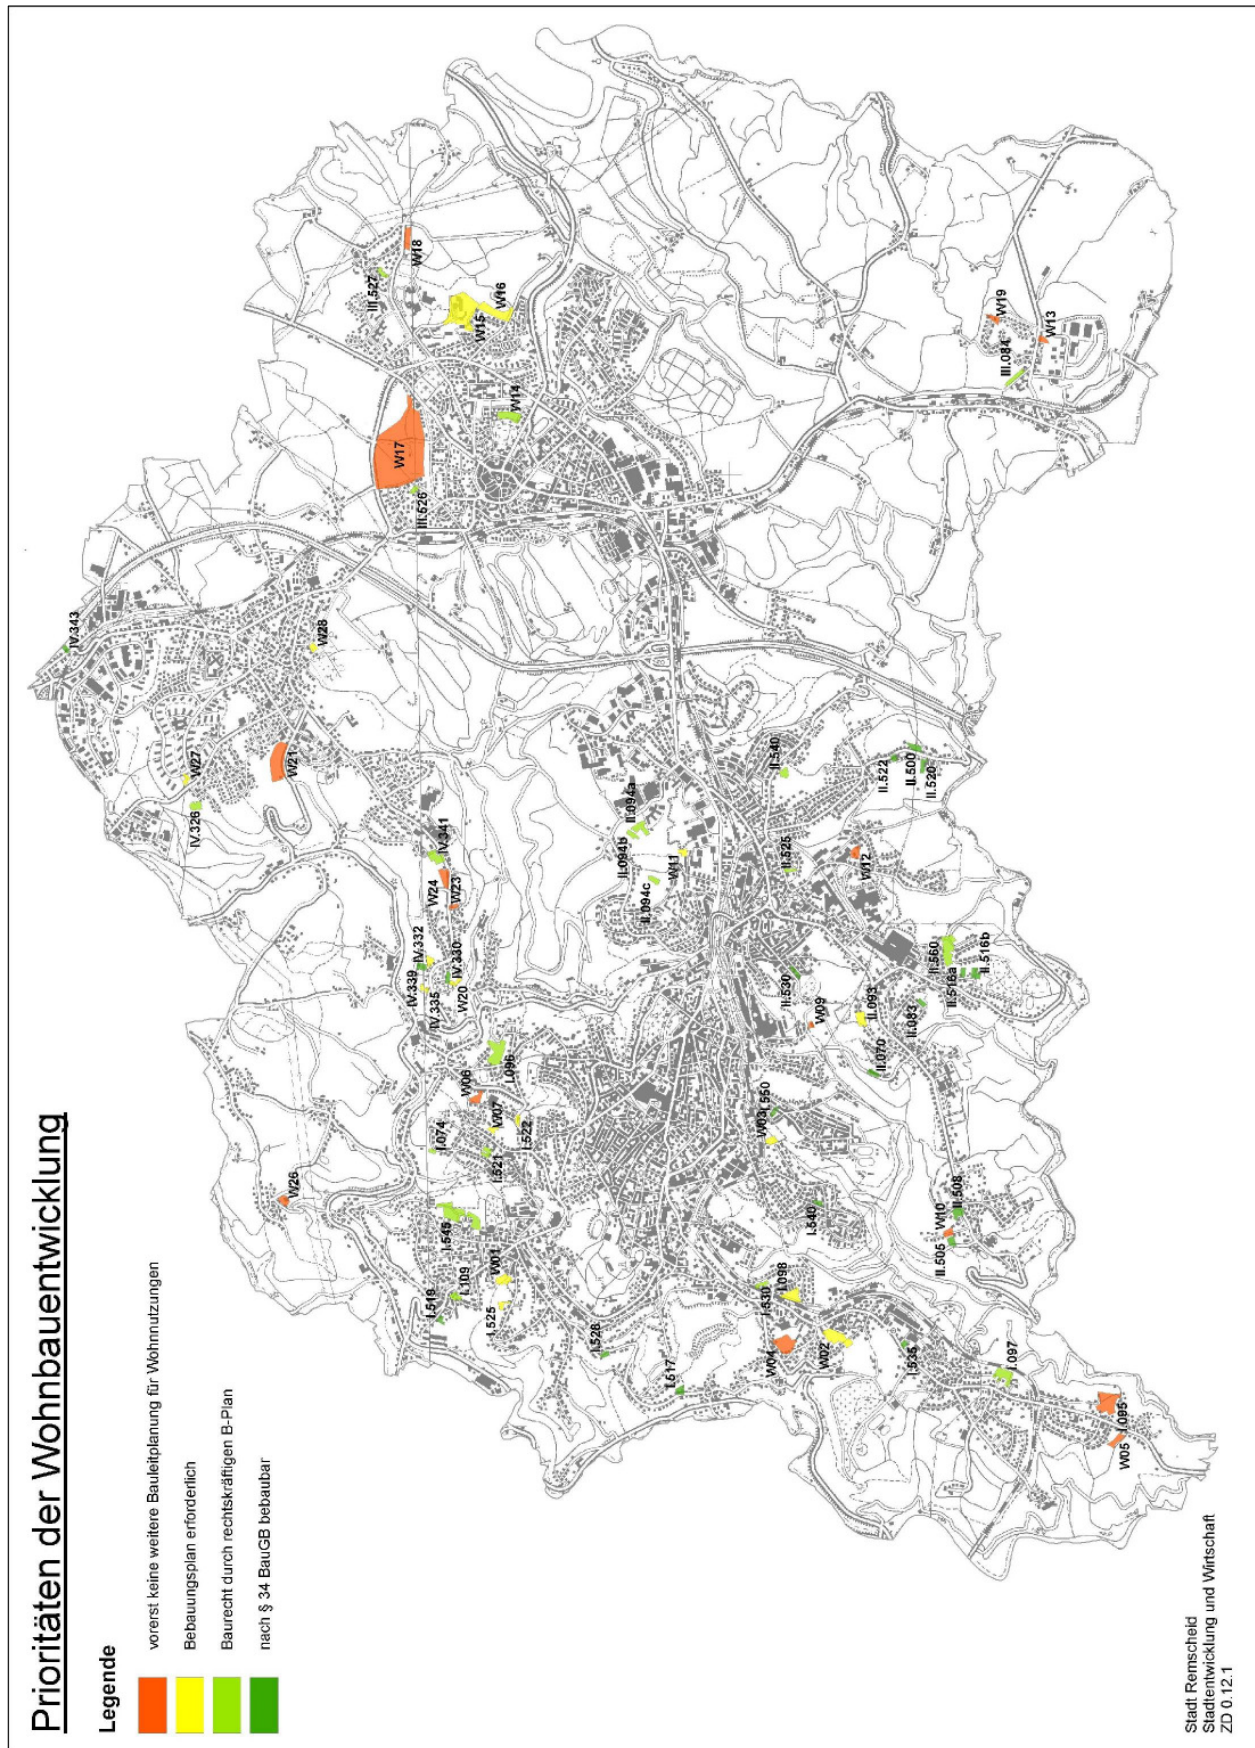 Prioritäten der Wohnbauentwicklung
Legende
vorerst keine weitere Bauleitplanung für Wohnnutzungen
Bebauungsplan erforderlich
Baurecht durch rechtskräftigen B-Plan
nach § 34 BauGB bebaubar
IV.343
W27
IV.326
W21
W28
W26
III.527
W18
W15
W16
W17
W14
III.526
IV.341
W24
W23
IV.332
IV.339
IV.330
IV.335
W20
I.096
W06
W07
I.074
I.522
I.521
I.545
W01
I.109
I.519
I.525
I.528
I.517
II.094a
II.094b
II.094c
W11
W19
W13
III.084
II.540
II.522
II.500
II.520
II.525
W12
II.560
II.516a
II.516b
II.530
W09
II.093
II.083
II.070
I.550
W03
I.540
II.508
W10
II.505
I.098
I.530
W04
W02
I.535
I.097
I.095
W05
Stadt Remscheid
Stadtentwicklung und Wirtschaft
ZD 0.12.1